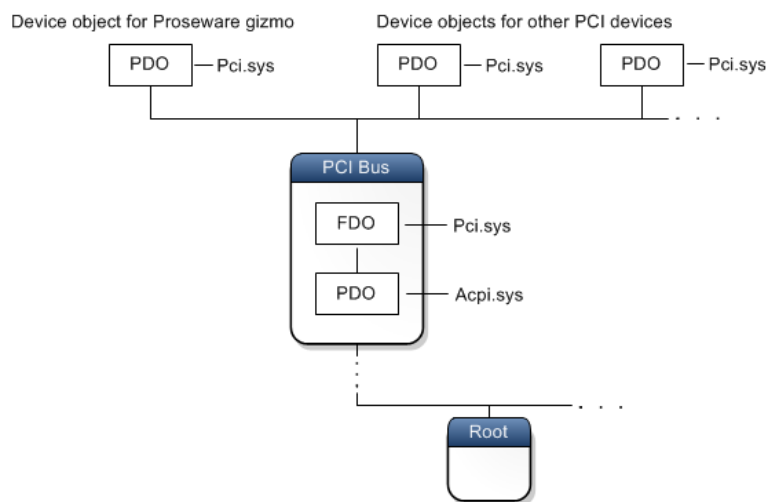 Device object for Proseware gizmo
Device objects for other PCI devices
PDO
Pci.sys
PDO
Pci.sys
PDO
Pci.sys
PCI Bus
FDO
Pci.sys
PDO
Acpi.sys
Root